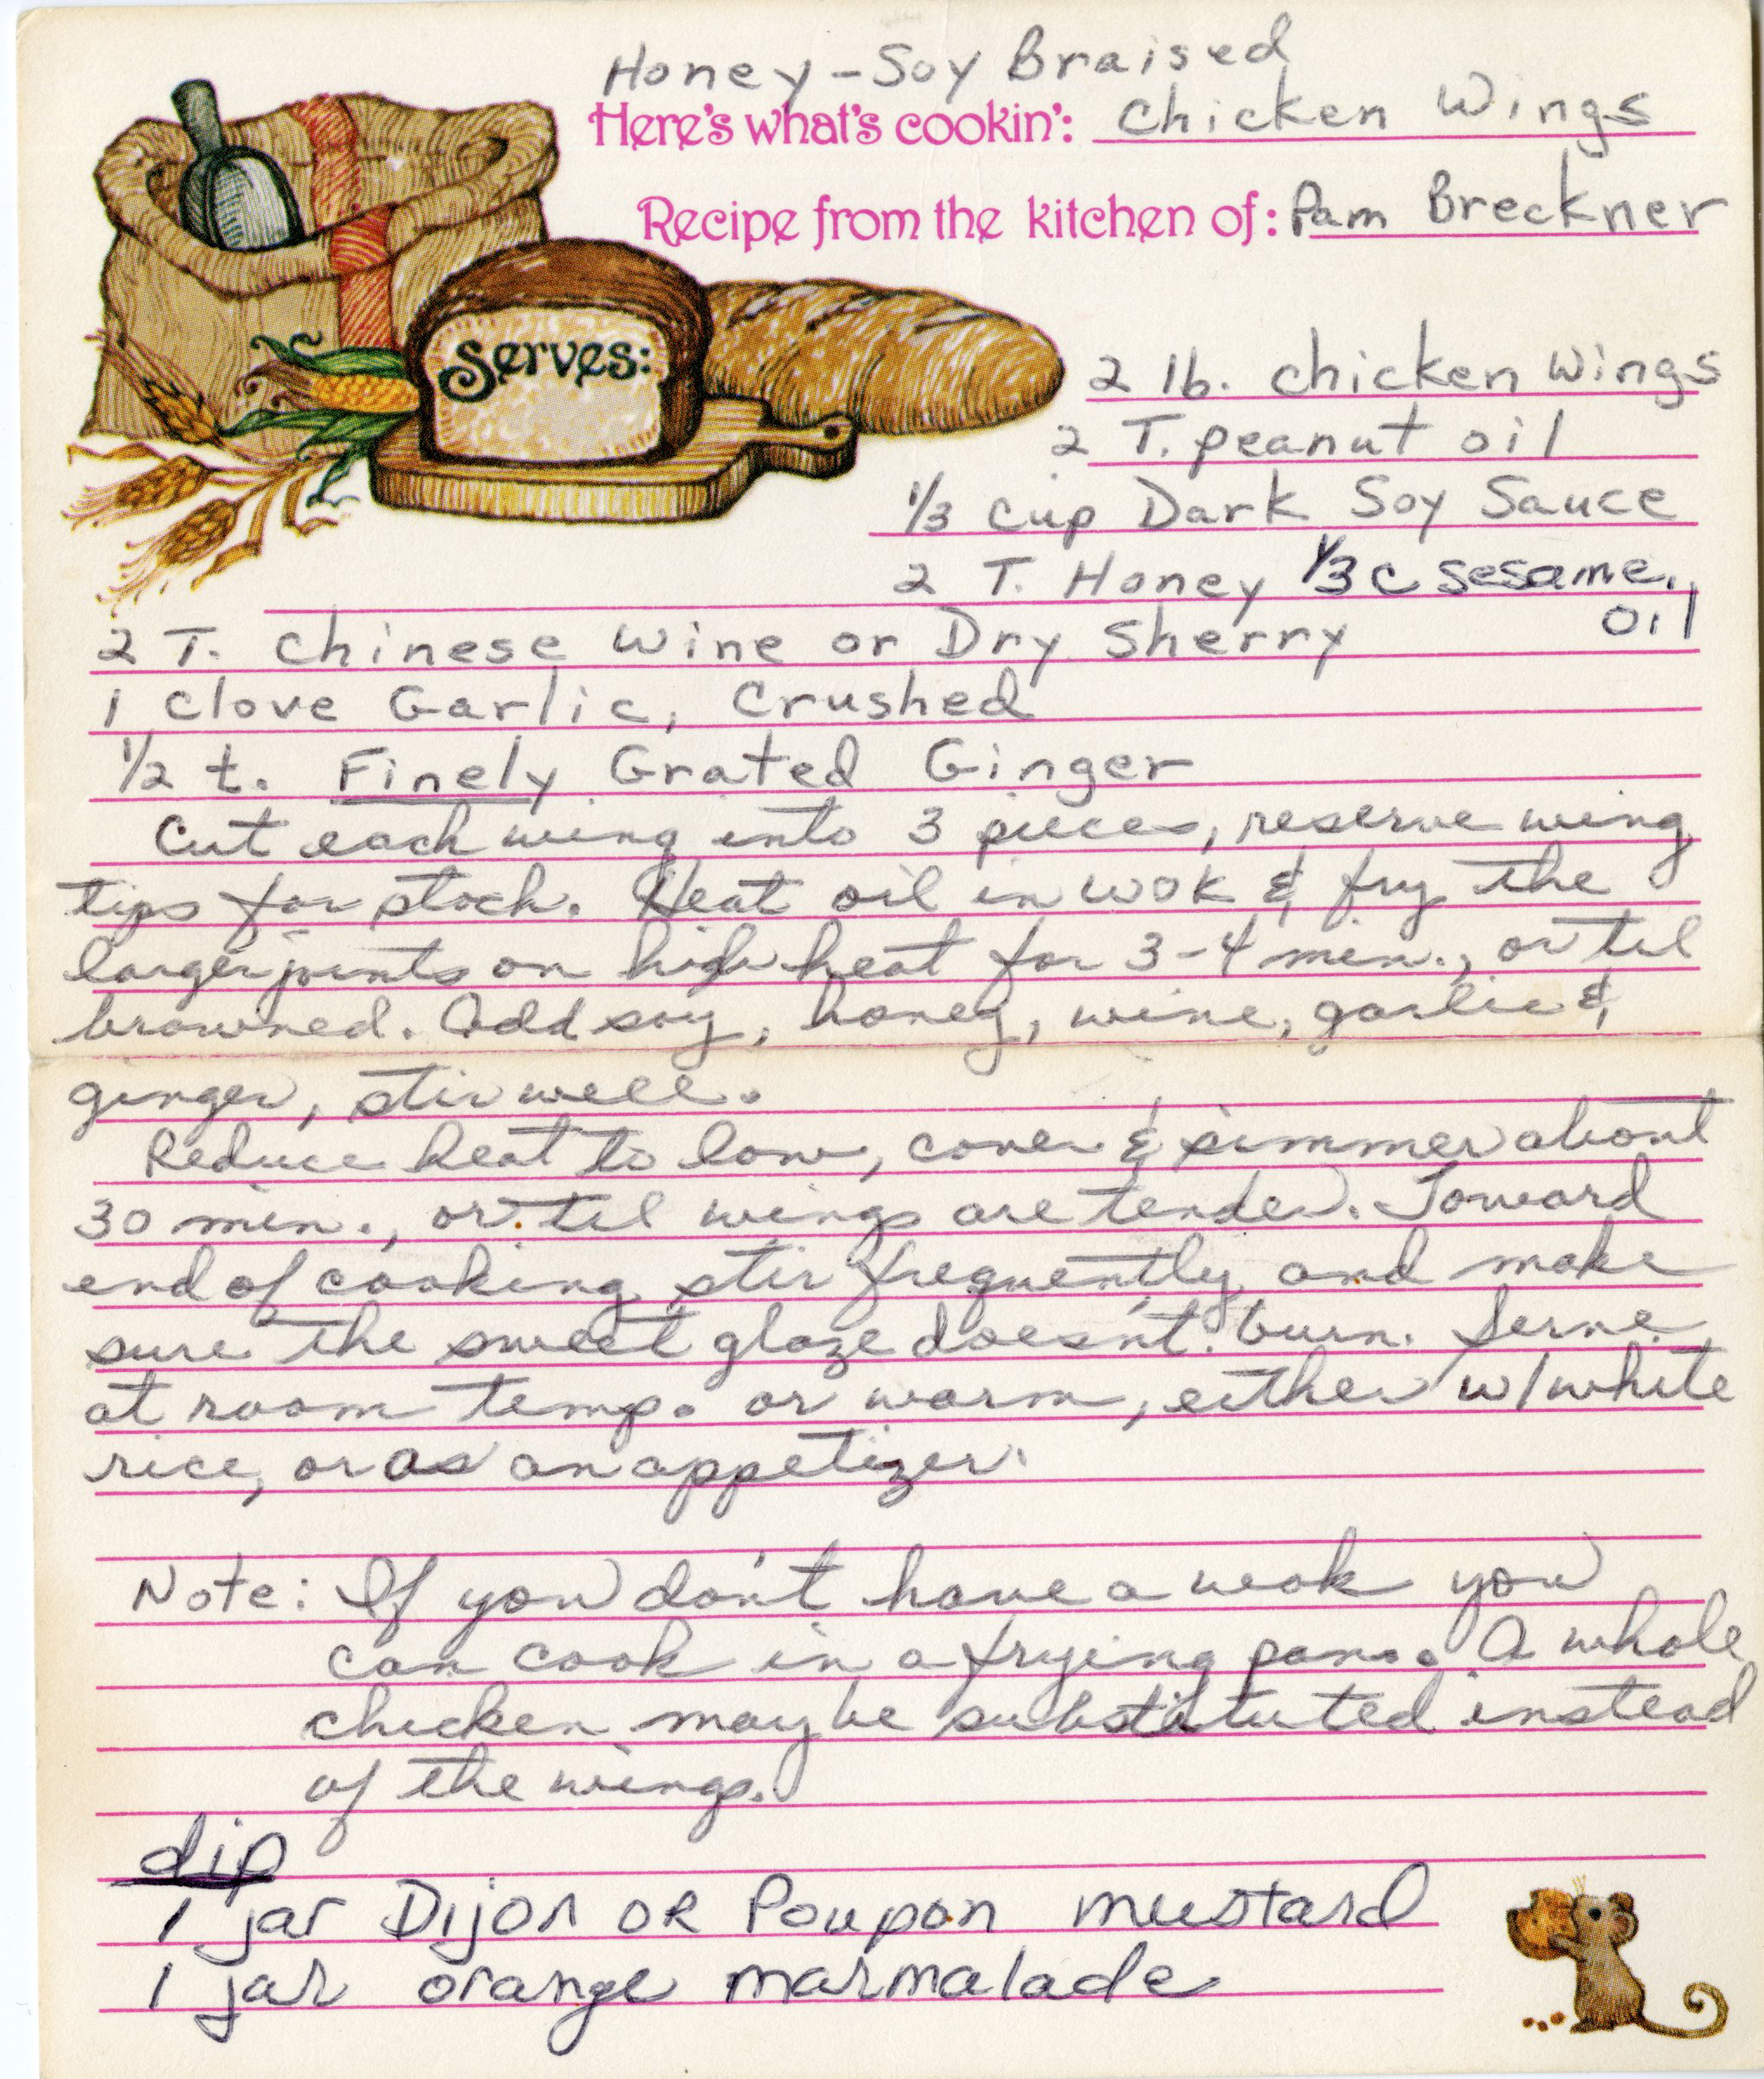 Honey-Soy Braised
Here's what's cookin': Chicken Wings
Recipe from the kitchen of: Pam Breckner
Serves:
2 lb. chicken wings
2 T. peanut oil
1/3 cup Dark Soy Sauce
2 T. Honey 1/3 c sesame
oil
2 T. Chinese Wine or Dry Sherry
1 clove Garlic, Crushed
1/2 t. Finely Grated Ginger
Cut each wing into 3 pieces, reserve wing
tips for stock. Heat oil in wok & fry the
larger joints on high heat for 3-4 min., or til
browned. Add soy, honey, wine, garlic &
ginger, stir well.
Reduce heat to low, cover & simmer about
30 min., or til wings are tender. Toward
end of cooking stir frequently and make
sure the sweet glaze doesn't burn. Serve
at room temp. or warm, either w/white
rice, or as an appetizer.
Note: If you don't have a wok you
can cook in a frying pan. A whole
chicken may be substituted instead
of the wings.
dip
1 jar Dijon OR Poupon mustard
1 jar orange marmalade